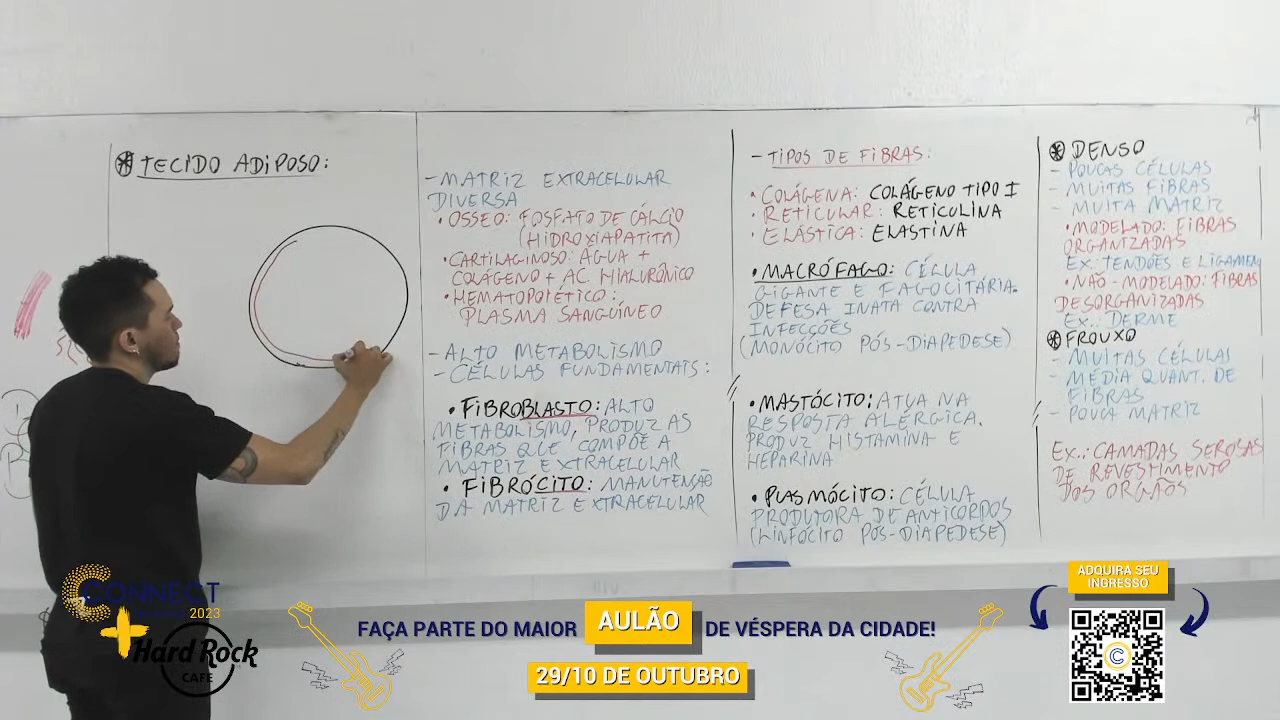 ⊛ TECIDO ADIPOSO:
- MATRIZ EXTRACELULAR
DIVERSA
• OSSEO: FOSFATO DE CÁLCIO
(HIDROXIAPATITA)
• CARTILAGINOSO: ÁGUA +
COLÁGENO + AC. HIALURÔNICO
• HEMATOPOIÉTICO:
PLASMA SANGUÍNEO
- ALTO METABOLISMO
- CÉLULAS FUNDAMENTAIS:
• FIBROBLASTO: ALTO
METABOLISMO, PRODUZ AS
FIBRAS QUE COMPÕE A
MATRIZ EXTRACELULAR
• FIBRÓCITO: MANUTENÇÃO
DA MATRIZ EXTRACELULAR
- TIPOS DE FIBRAS:
• COLÁGENA: COLÁGENO TIPO I
• RETICULAR: RETICULINA
• ELÁSTICA: ELASTINA
• MACRÓFAGO: CÉLULA
GIGANTE E FAGOCITÁRIA.
DEFESA INATA CONTRA
INFECÇÕES
(MONÓCITO PÓS-DIAPEDESE)
• MASTÓCITO: ATUA NA
RESPOSTA ALÉRGICA.
PRODUZ HISTAMINA E
HEPARINA
• PLASMÓCITO: CÉLULA
PRODUTORA DE ANTICORPOS
(LINFÓCITO PÓS-DIAPEDESE)
⊛ DENSO
- POUCAS CÉLULAS
- MUITAS FIBRAS
- MUITA MATRIZ
• MODELADO: FIBRAS
ORGANIZADAS
EX: TENDÕES E LIGAMEN
• NÃO-MODELADO: FIBRAS
DESORGANIZADAS
EX.: DERME
⊛ FROUXO
- MUITAS CÉLULAS
- MÉDIA QUANT. DE
FIBRAS
- POUCA MATRIZ
EX.: CAMADAS SEROSAS
DE REVESTIMENTO
DOS ORGÃOS
CONNECT
2023
+
Hard Rock
CAFE
FAÇA PARTE DO MAIOR AULÃO DE VÉSPERA DA CIDADE!
29/10 DE OUTUBRO
ADQUIRA SEU
INGRESSO